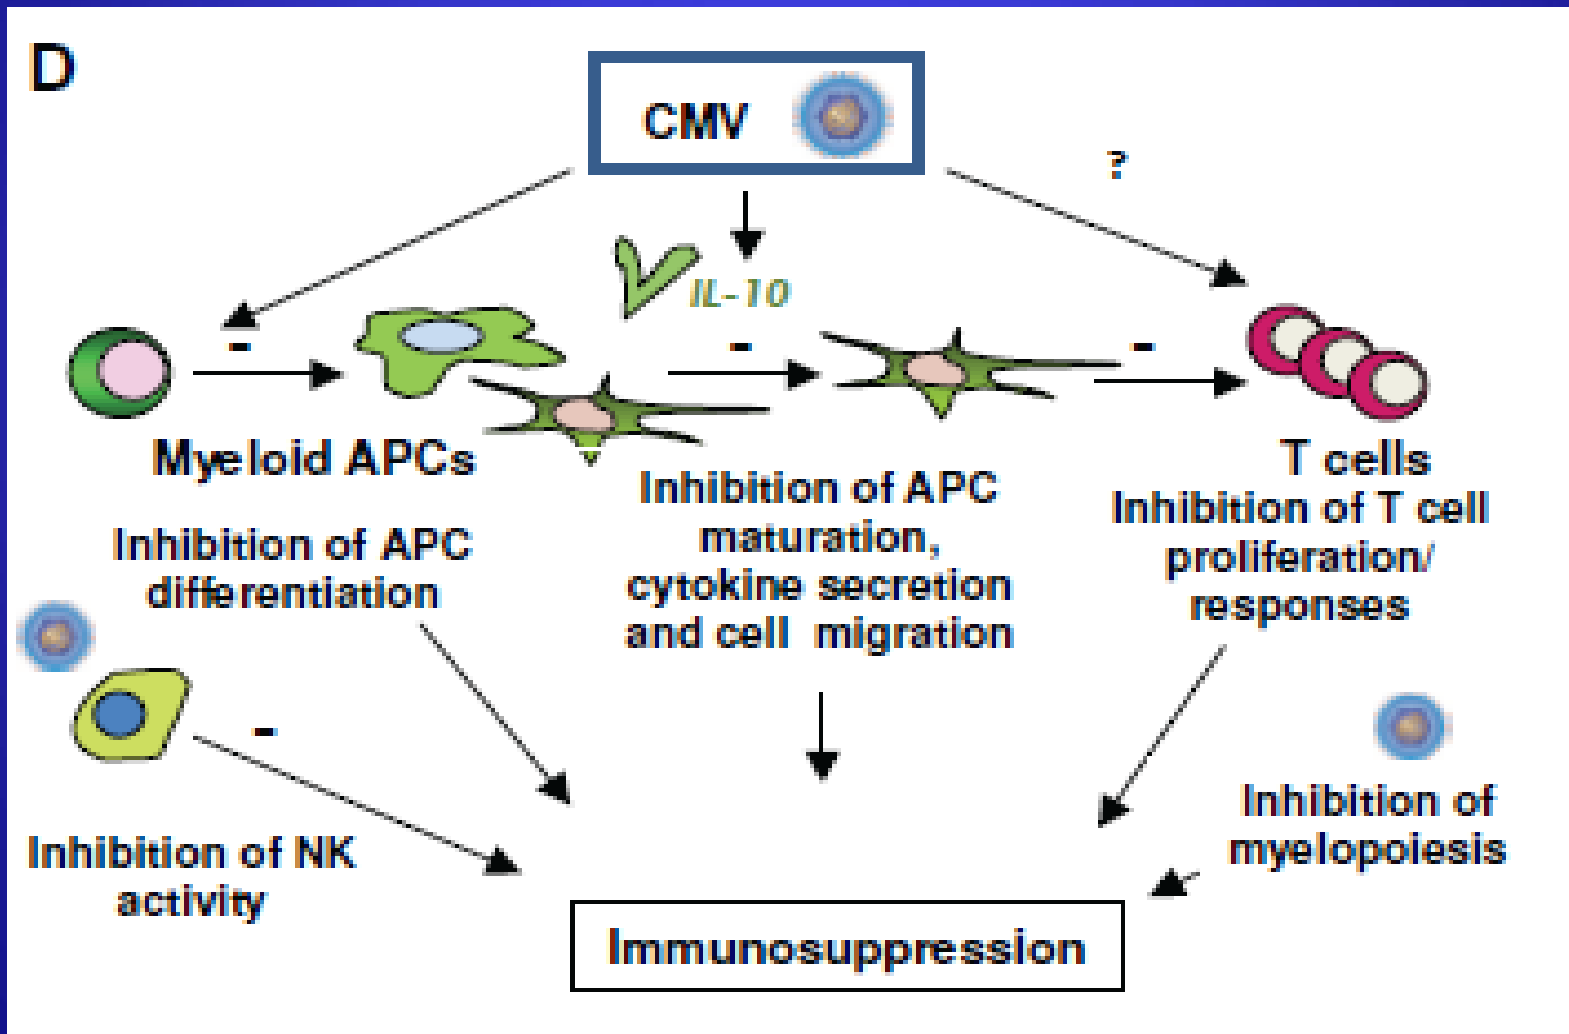 D
CMV
?
IL-10
-
-
-
Myeloid APCs
Inhibition of APC
differentiation
Inhibition of APC
maturation,
cytokine secretion
and cell migration
T cells
Inhibition of T cell
proliferation/
responses
-
Inhibition of NK
activity
Inhibition of
myelopoiesis
Immunosuppression